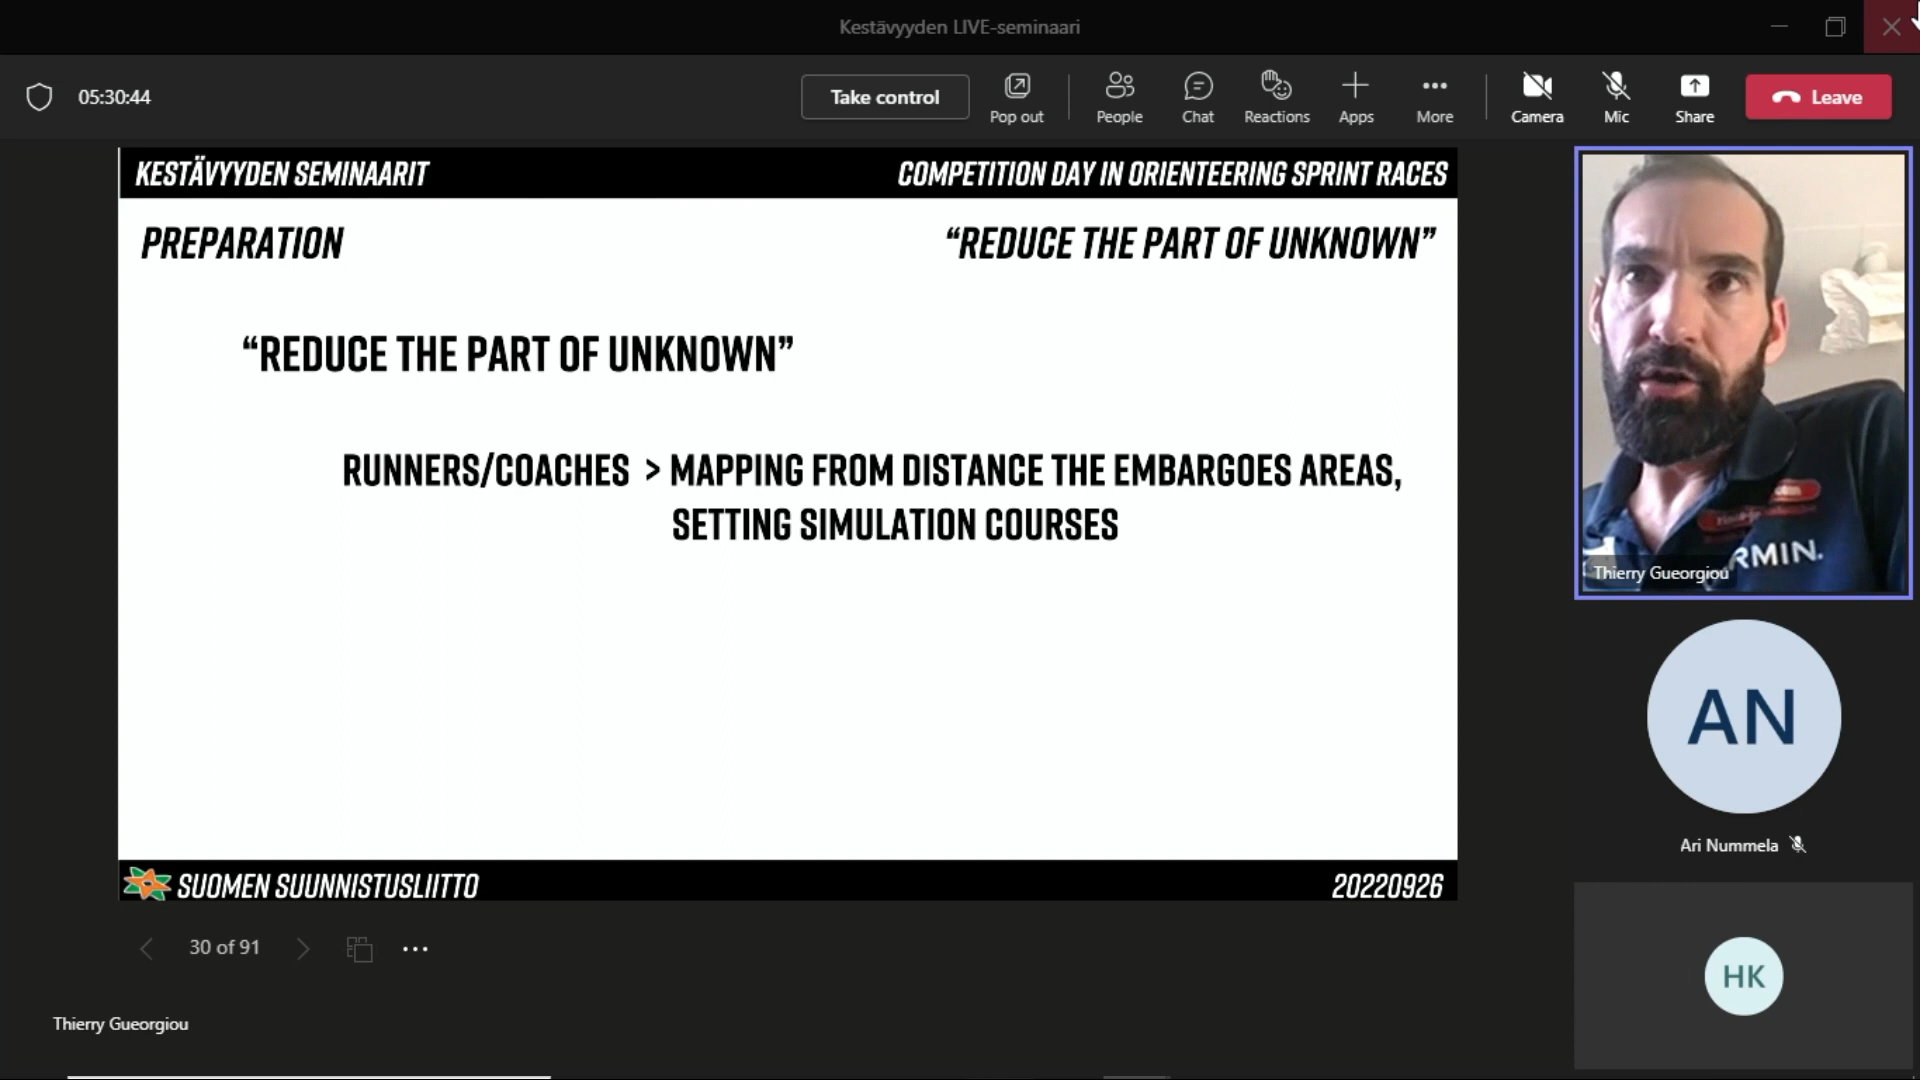 Kestävyyden LIVE-seminaari
05:30:44
Take control
Pop out
People
Chat
Reactions
Apps
More
Camera
Mic
Share
Leave
KESTÄVYYDEN SEMINAARIT
COMPETITION DAY IN ORIENTEERING SPRINT RACES
PREPARATION
“REDUCE THE PART OF UNKNOWN”
“REDUCE THE PART OF UNKNOWN”
RUNNERS/COACHES > MAPPING FROM DISTANCE THE EMBARGOES AREAS,
SETTING SIMULATION COURSES
SUOMEN SUUNNISTUSLIITTO
20220926
30 of 91
Thierry Gueorgiou
RMIN.
Thierry Gueorgiou
AN
Ari Nummela
HK